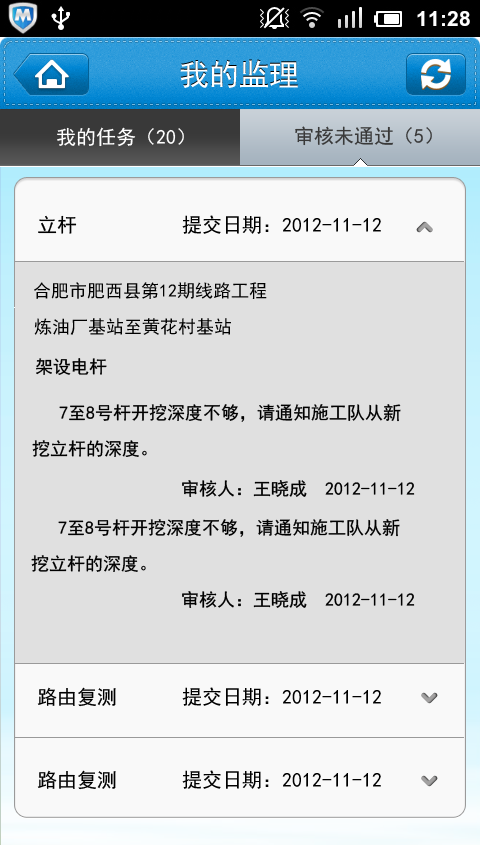 11:28
我的监理
我的任务（20）
审核未通过（5）
立杆 提交日期：2012-11-12
合肥市肥西县第12期线路工程
炼油厂基站至黄花村基站
架设电杆
7至8号杆开挖深度不够，请通知施工队从新
挖立杆的深度。
审核人：王晓成 2012-11-12
7至8号杆开挖深度不够，请通知施工队从新
挖立杆的深度。
审核人：王晓成 2012-11-12
路由复测 提交日期：2012-11-12
路由复测 提交日期：2012-11-12